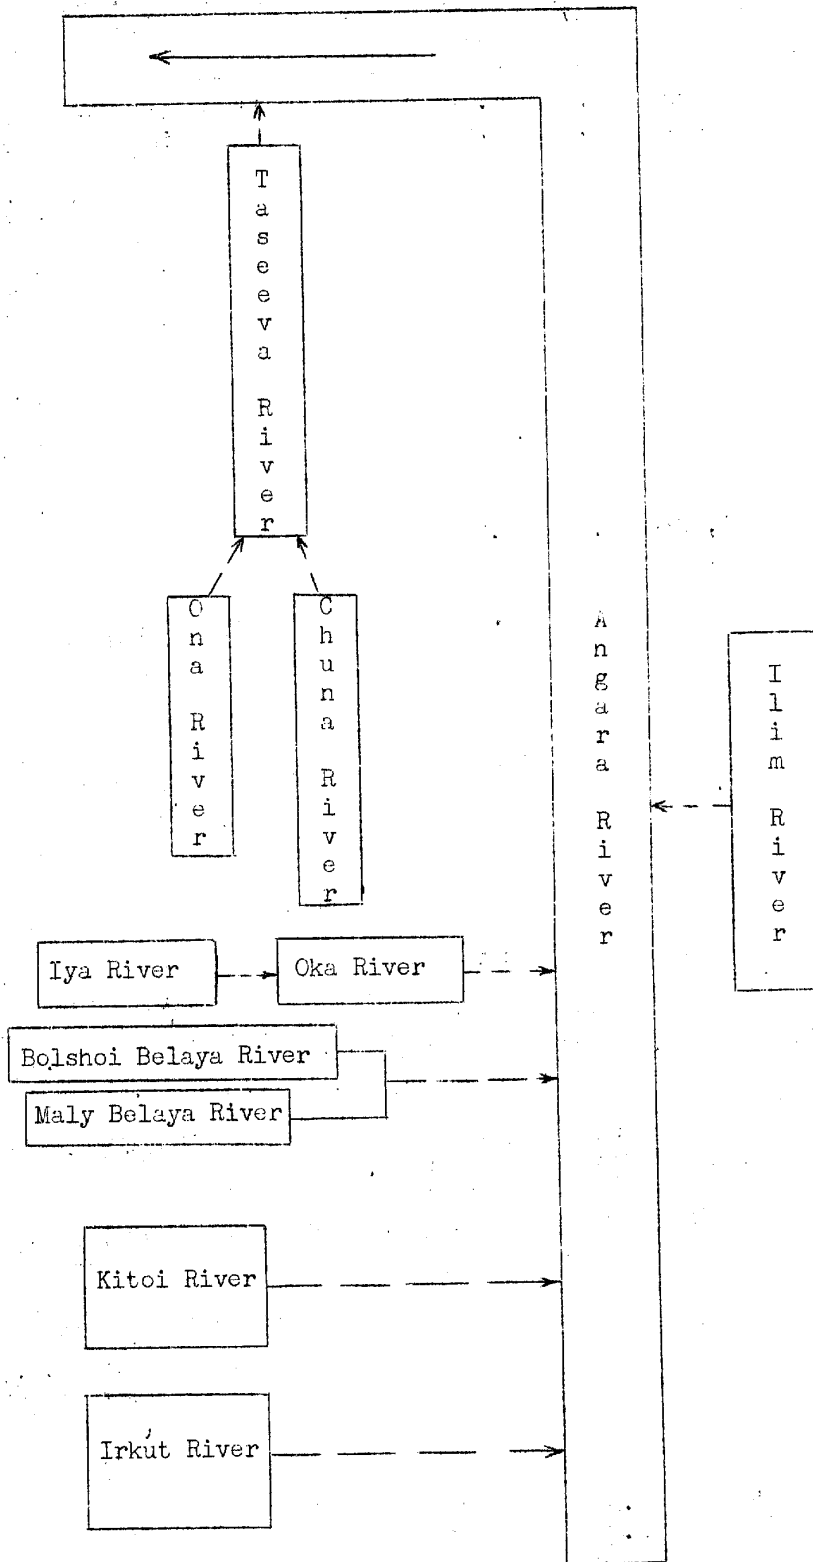 Taseeva River
Ona River
Chuna River
Angara River
Ilim River
Iya River
Oka River
Bolshoi Belaya River
Maly Belaya River
Kitoi River
Irkut River